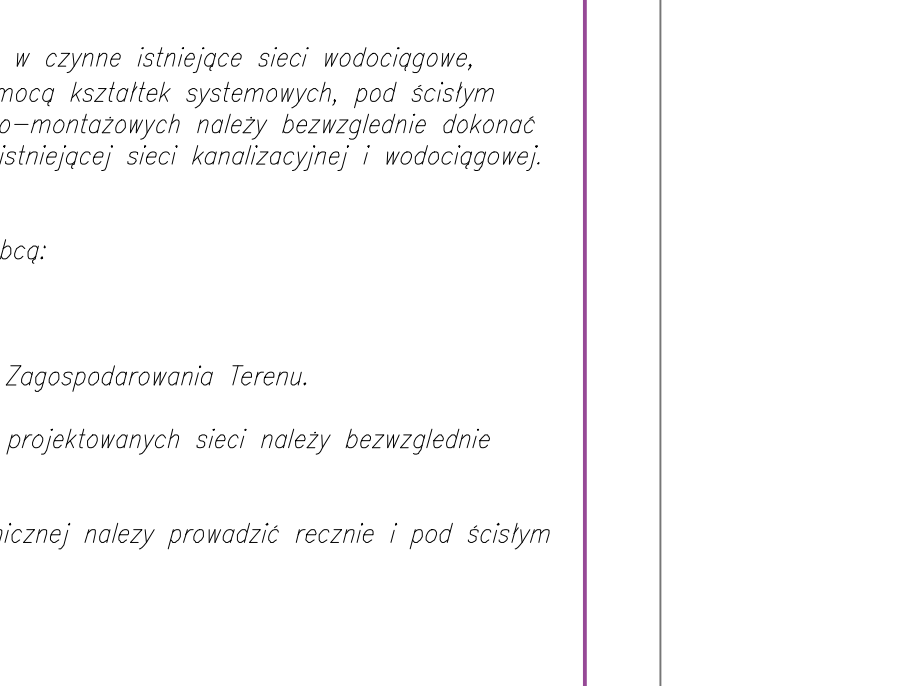 w czynne istniejące sieci wodociągowe,
mocą kształtek systemowych, pod ścisłym
o-montażowych należy bezwzglednie dokonać
istniejącej sieci kanalizacyjnej i wodociągowej.
bcą:
Zagospodarowania Terenu.
projektowanych sieci należy bezwzglednie
nicznej nalezy prowadzić recznie i pod ścisłym